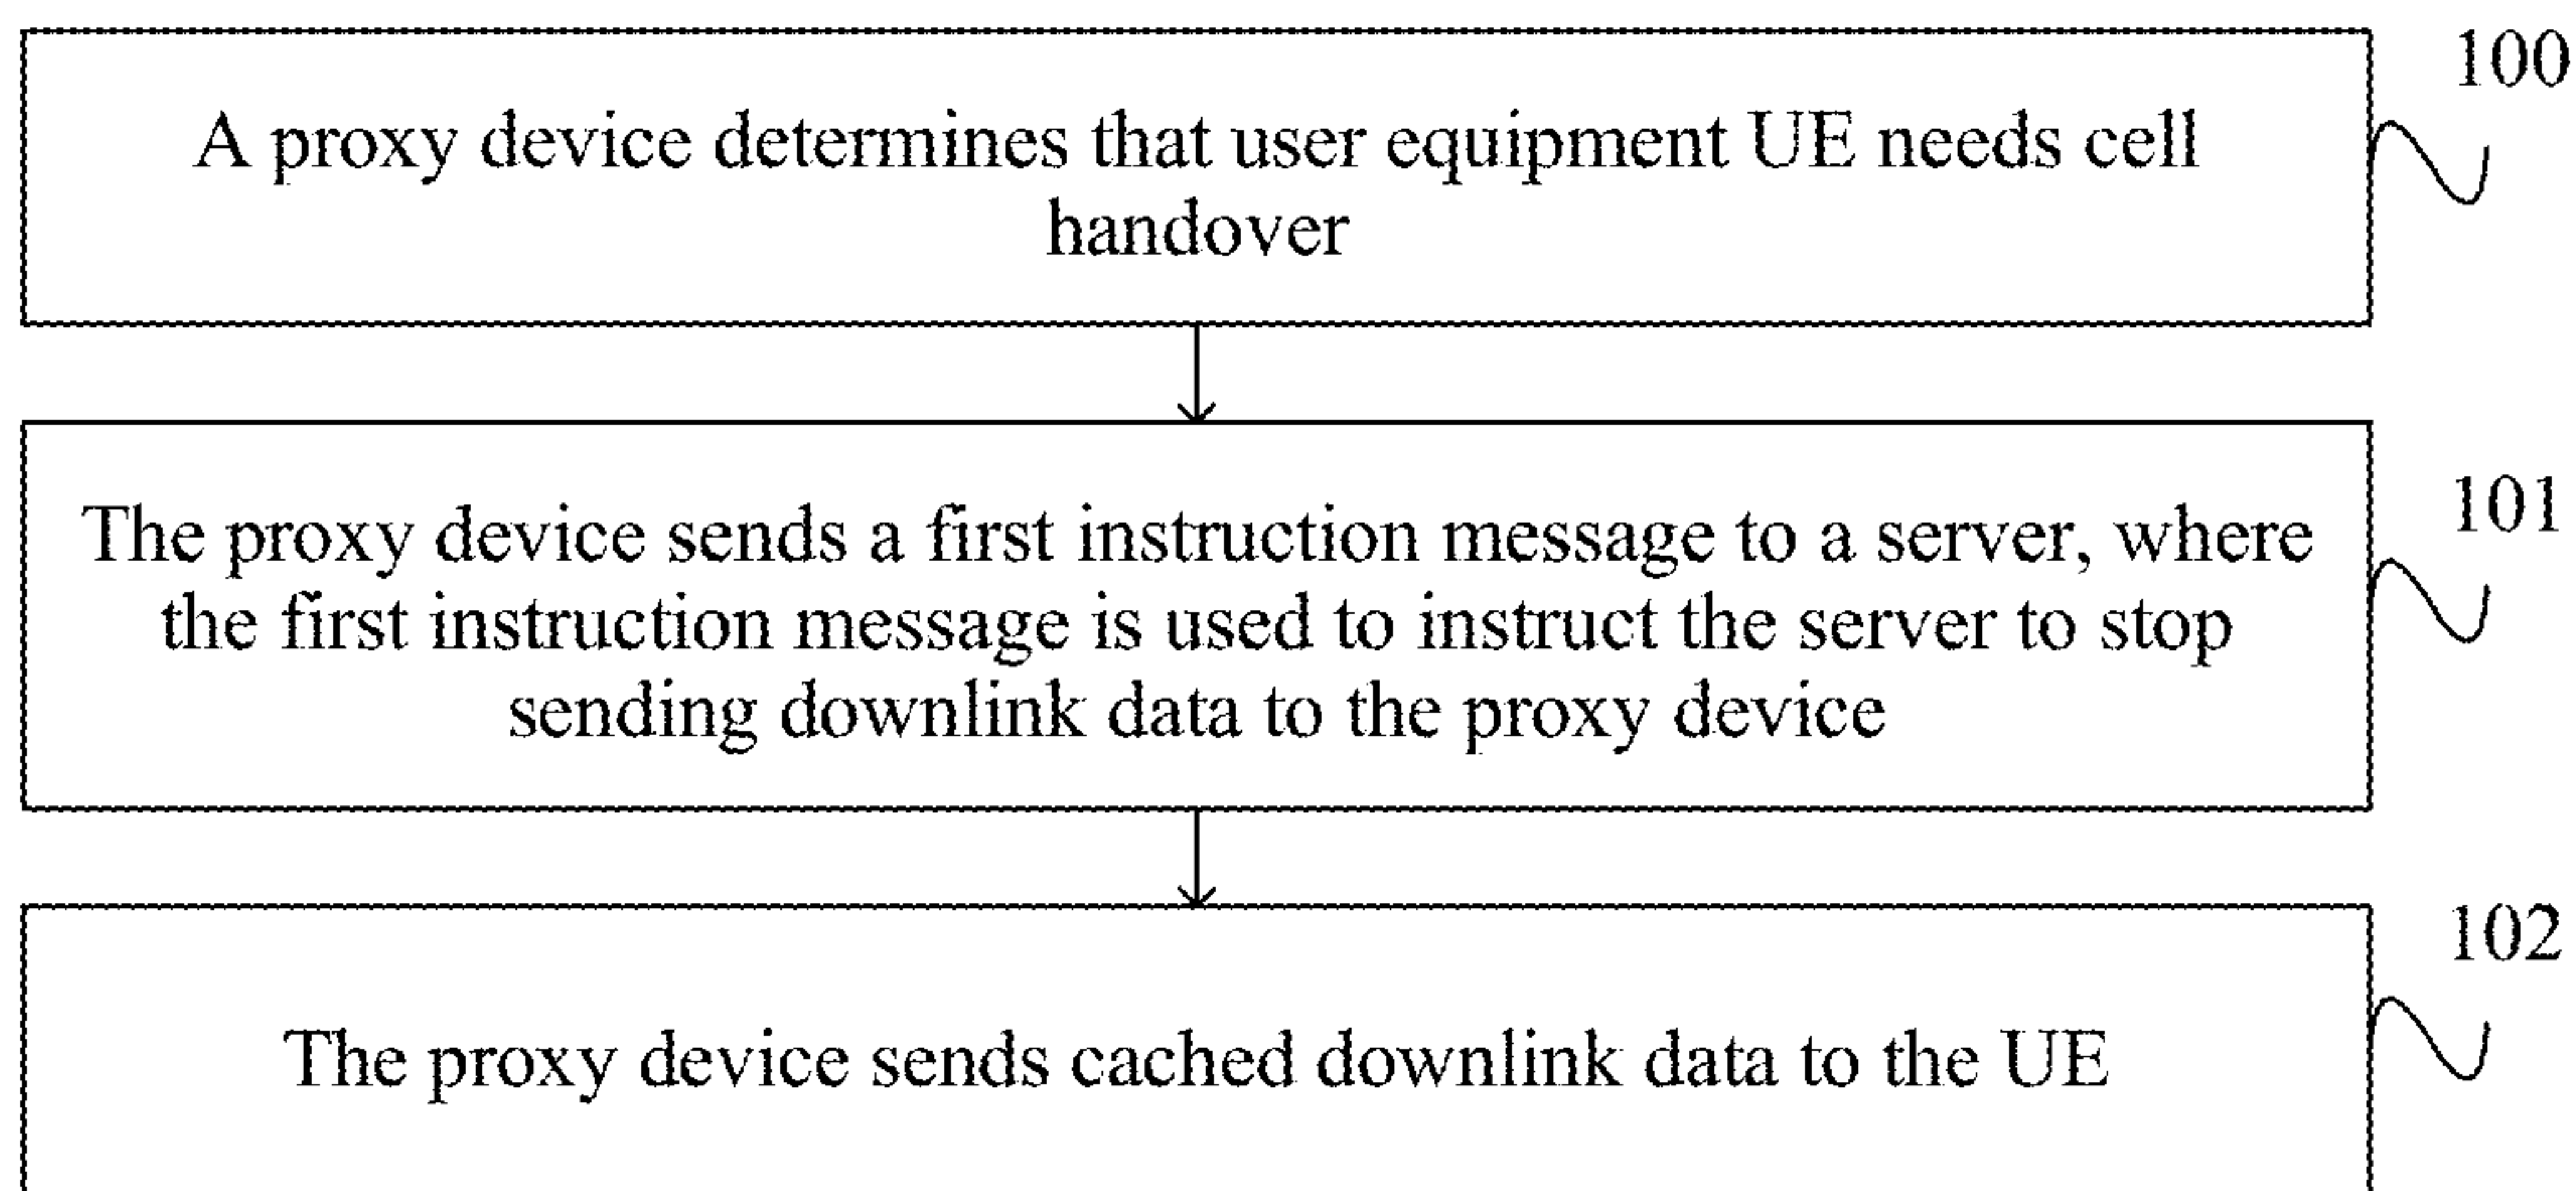 100
A proxy device determines that user equipment UE needs cell
handover
101
The proxy device sends a first instruction message to a server, where
the first instruction message is used to instruct the server to stop
sending downlink data to the proxy device
102
The proxy device sends cached downlink data to the UE